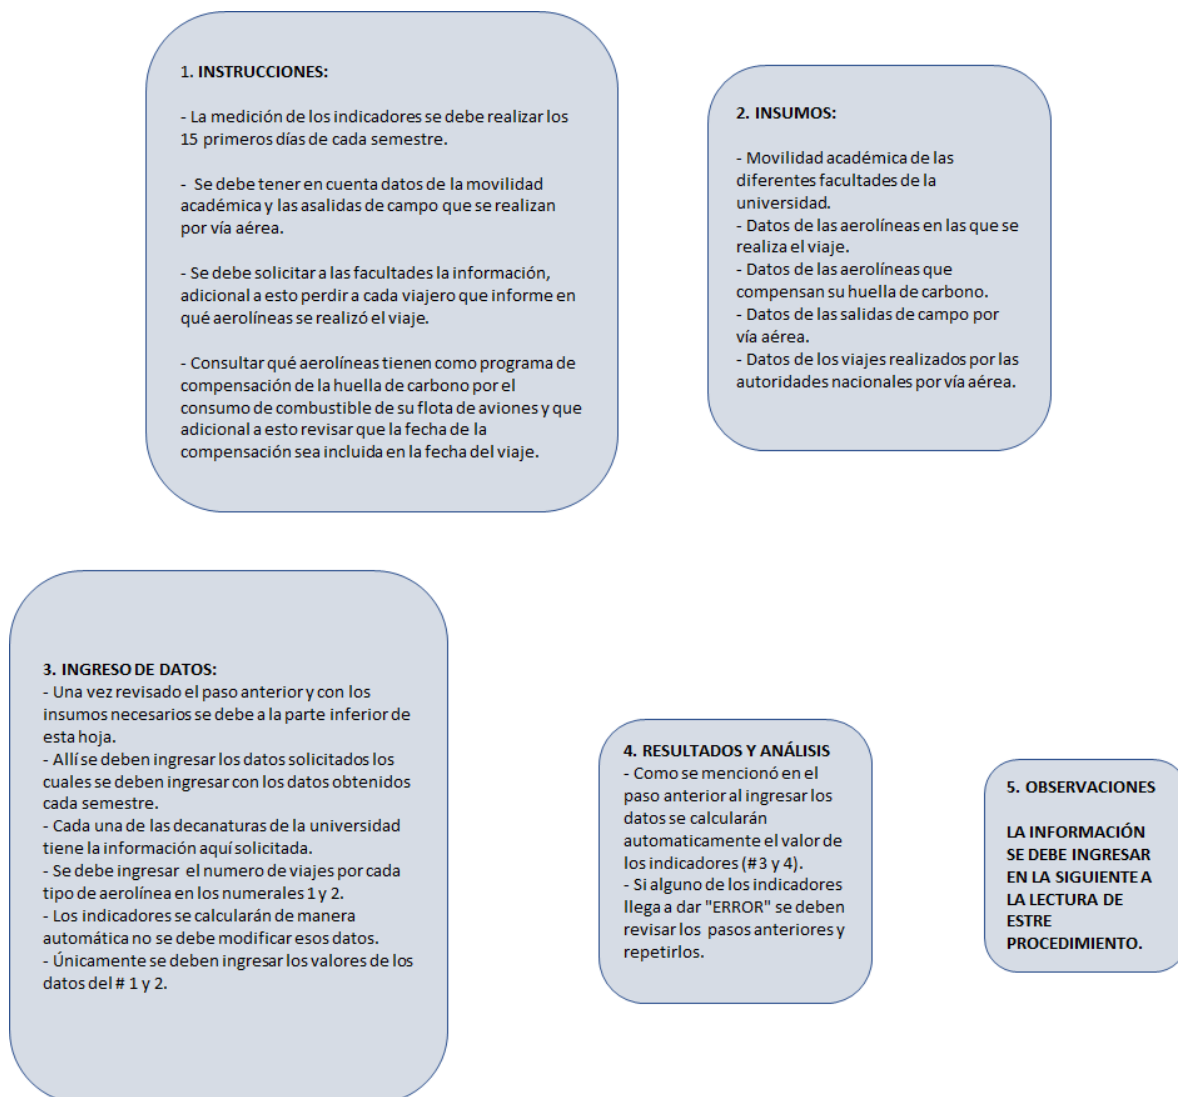 1. INSTRUCCIONES:
- La medición de los indicadores se debe realizar los
15 primeros días de cada semestre.
- Se debe tener en cuenta datos de la movilidad
académica y las asalidas de campo que se realizan
por vía aérea.
- Se debe solicitar a las facultades la información,
adicional a esto perdir a cada viajero que informe en
qué aerolíneas se realizó el viaje.
- Consultar qué aerolíneas tienen como programa de
compensación de la huella de carbono por el
consumo de combustible de su flota de aviones y que
adicional a esto revisar que la fecha de la
compensación sea incluida en la fecha del viaje.
2. INSUMOS:
- Movilidad académica de las
diferentes facultades de la
universidad.
- Datos de las aerolíneas en las que se
realiza el viaje.
- Datos de las aerolíneas que
compensan su huella de carbono.
- Datos de las salidas de campo por
vía aérea.
- Datos de los viajes realizados por las
autoridades nacionales por vía aérea.
3. INGRESO DE DATOS:
- Una vez revisado el paso anterior y con los
insumos necesarios se debe a la parte inferior de
esta hoja.
- Allí se deben ingresar los datos solicitados los
cuales se deben ingresar con los datos obtenidos
cada semestre.
- Cada una de las decanaturas de la universidad
tiene la información aquí solicitada.
- Se debe ingresar el numero de viajes por cada
tipo de aerolínea en los numerales 1 y 2.
- Los indicadores se calcularán de manera
automática no se debe modificar esos datos.
- Únicamente se deben ingresar los valores de los
datos del # 1 y 2.
4. RESULTADOS Y ANÁLISIS
- Como se mencionó en el
paso anterior al ingresar los
datos se calcularán
automaticamente el valor de
los indicadores (#3 y 4).
- Si alguno de los indicadores
llega a dar "ERROR" se deben
revisar los pasos anteriores y
repetirlos.
5. OBSERVACIONES
LA INFORMACIÓN
SE DEBE INGRESAR
EN LA SIGUIENTE A
LA LECTURA DE
ESTRE
PROCEDIMIENTO.